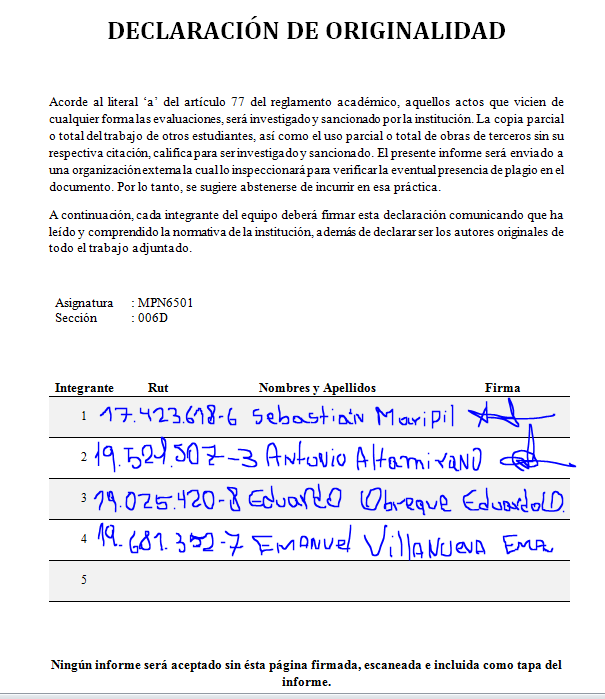 DECLARACIÓN DE ORIGINALIDAD
Acorde al literal ‘a’ del artículo 77 del reglamento académico, aquellos actos que vicien de
cualquier forma las evaluaciones, será investigado y sancionado por la institución. La copia parcial
o total del trabajo de otros estudiantes, así como el uso parcial o total de obras de terceros sin su
respectiva citación, califica para ser investigado y sancionado. El presente informe será enviado a
una organización externa la cual lo inspeccionará para verificar la eventual presencia de plagio en el
documento. Por lo tanto, se sugiere abstenerse de incurrir en esa práctica.
A continuación, cada integrante del equipo deberá firmar esta declaración comunicando que ha
leído y comprendido la normativa de la institución, además de declarar ser los autores originales de
todo el trabajo adjuntado.
Asignatura : MPN6501
Sección : 006D
Integrante Rut Nombres y Apellidos Firma
1 17.423.618-6 Sebastián Maripil
2 19.521.507-3 Antonio Altamirano
3 19.025.420-8 Eduardo Obreque Eduardo O.
4 19.681.352-7 Emanuel Villanueva Ema
5
Ningún informe será aceptado sin ésta página firmada, escaneada e incluida como tapa del
informe.